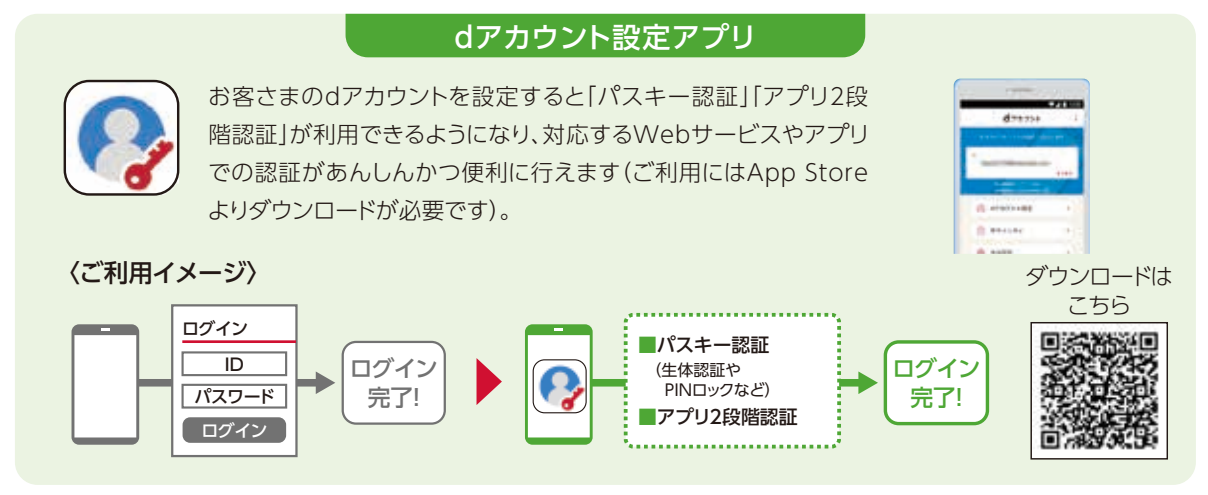 dアカウント設定アプリ
お客さまのdアカウントを設定すると「パスキー認証」「アプリ2段
階認証」が利用できるようになり、対応するWebサービスやアプリ
での認証があんしんかつ便利に行えます（ご利用にはApp Store
よりダウンロードが必要です）。
dアカウント
〈ご利用イメージ〉
ログイン
ID
パスワード
ログイン
ログイン
完了!
■パスキー認証
（生体認証や
PINロックなど）
■アプリ2段階認証
ログイン
完了!
ダウンロードは
こちら